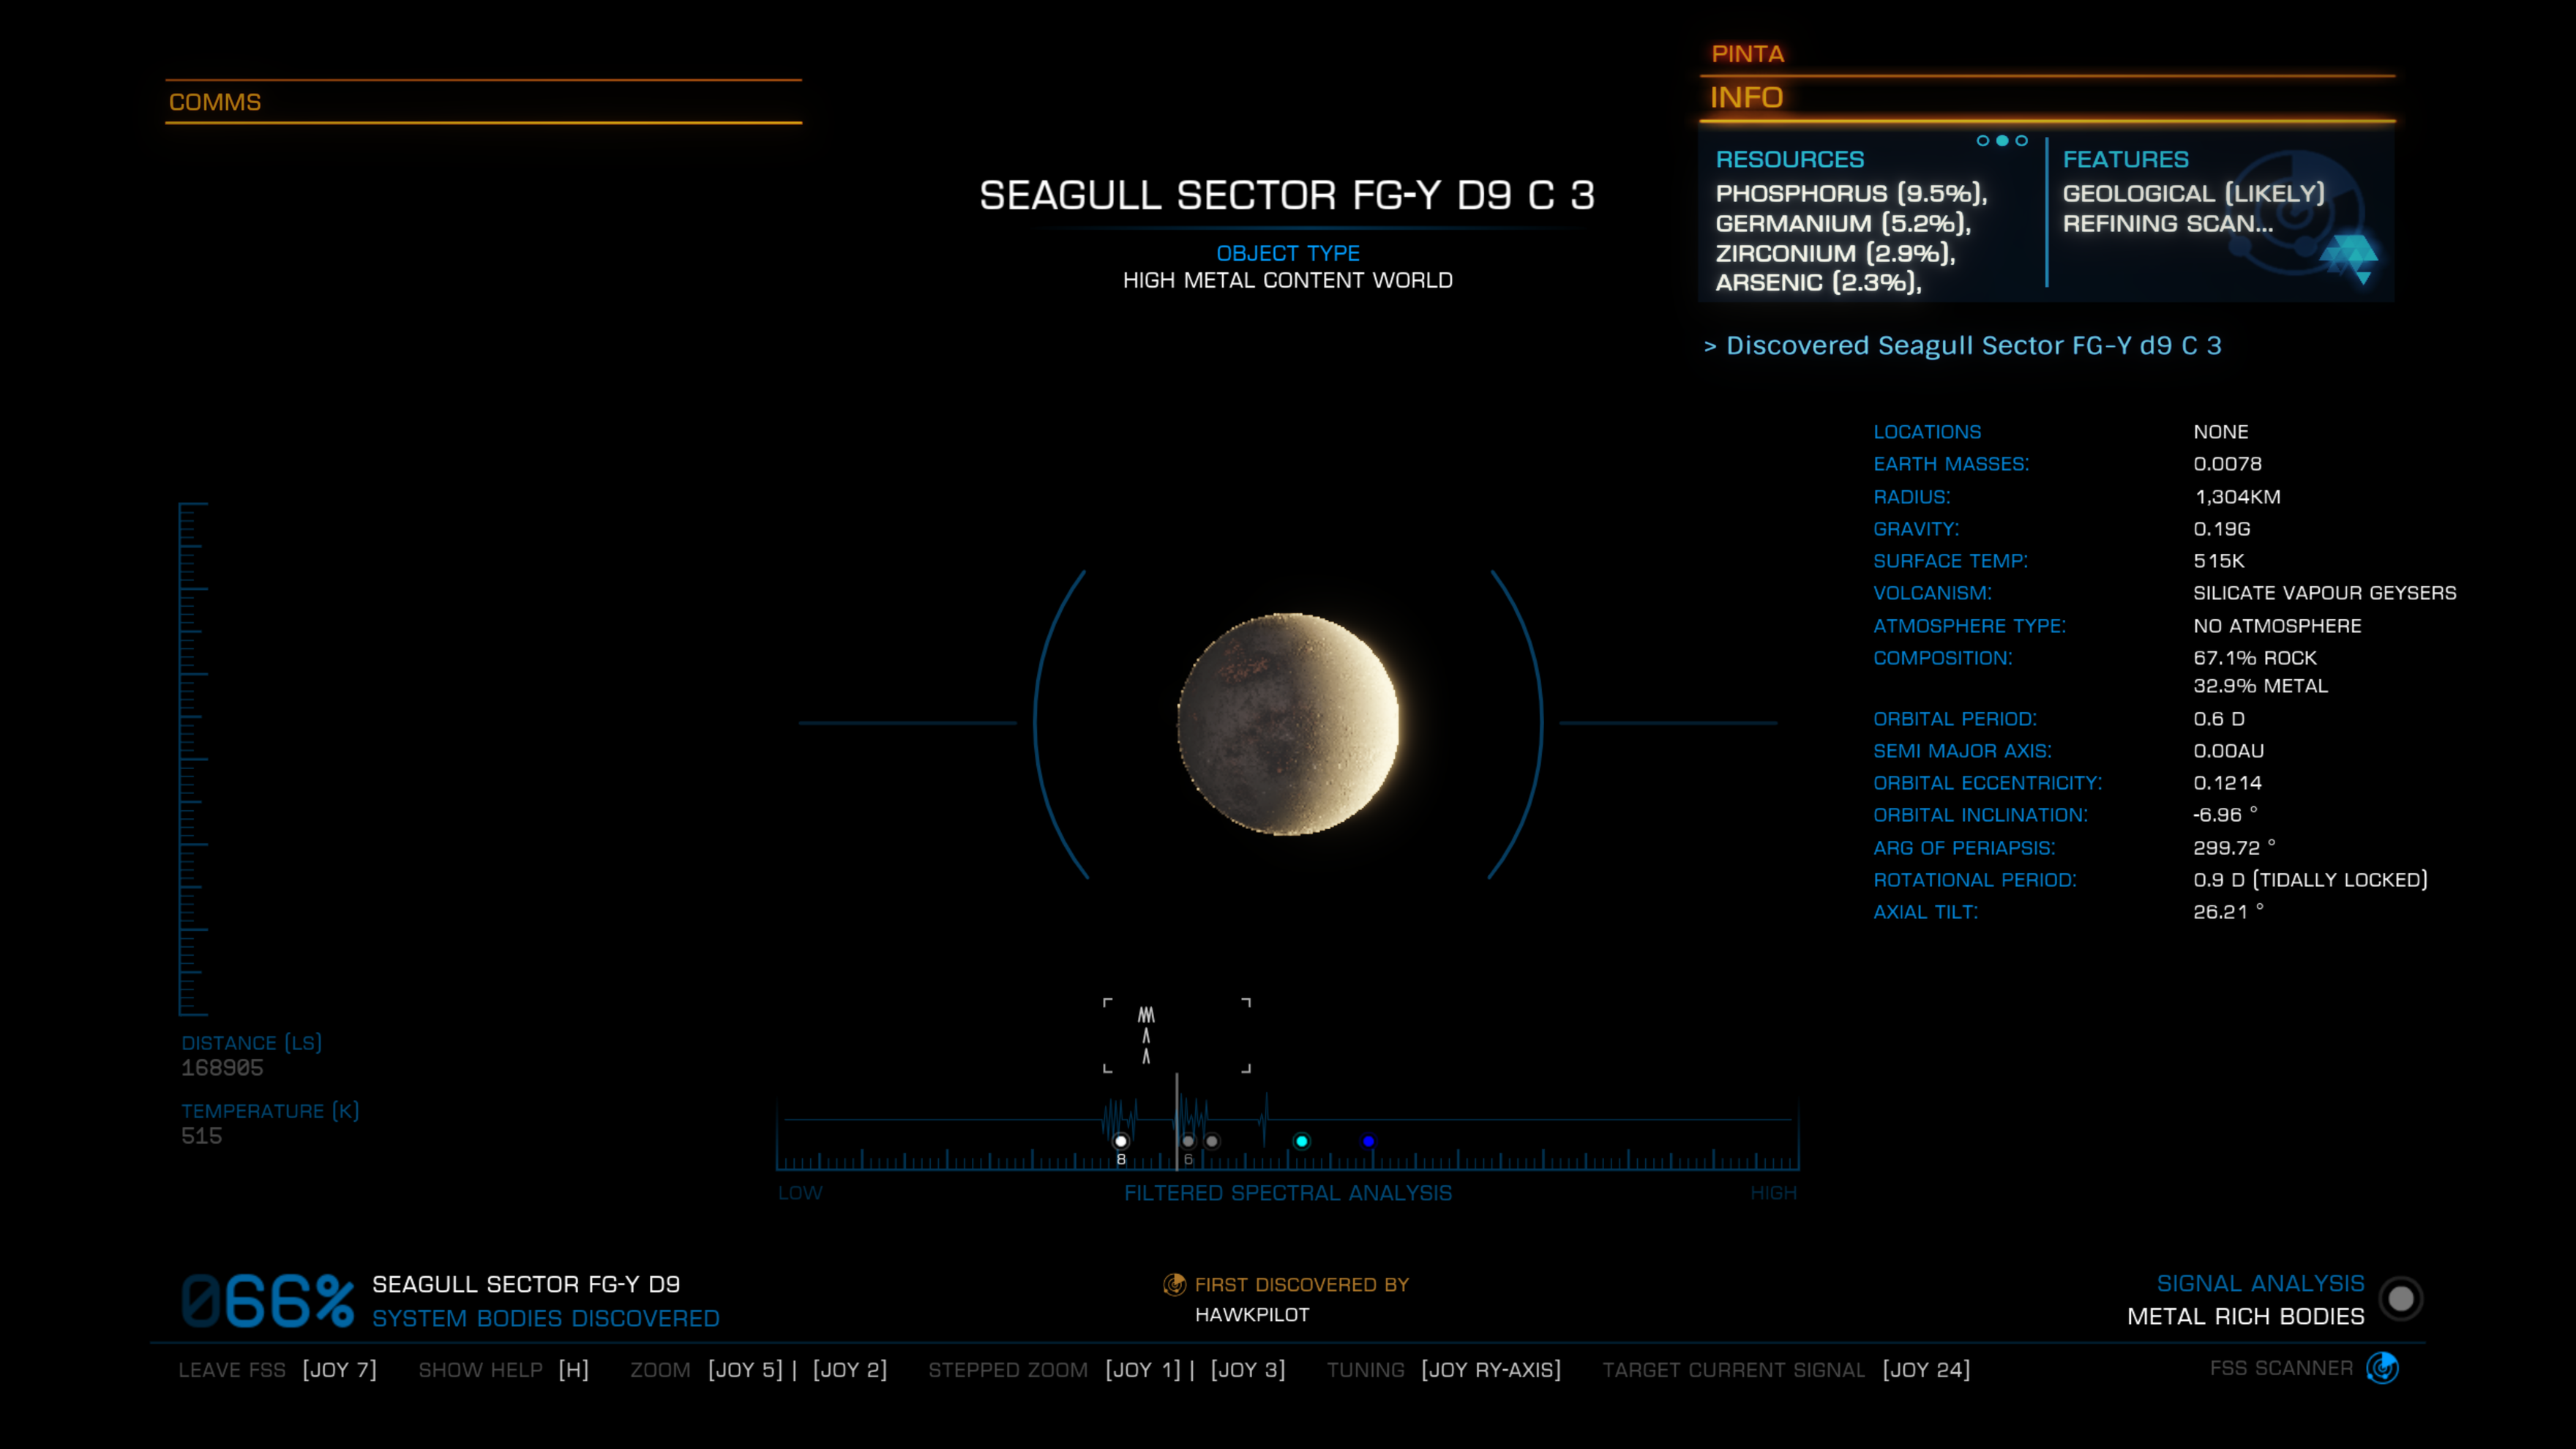 PINTA
COMMS
INFO
RESOURCES
PHOSPHORUS (9.5%),
GERMANIUM (5.2%),
ZIRCONIUM (2.9%),
ARSENIC (2.3%),
FEATURES
GEOLOGICAL (LIKELY)
REFINING SCAN...
SEAGULL SECTOR FG-Y D9 C 3
OBJECT TYPE
HIGH METAL CONTENT WORLD
> Discovered Seagull Sector FG-Y d9 C 3
LOCATIONS NONE
EARTH MASSES: 0.0078
RADIUS: 1,304KM
GRAVITY: 0.19G
SURFACE TEMP: 515K
VOLCANISM: SILICATE VAPOUR GEYSERS
ATMOSPHERE TYPE: NO ATMOSPHERE
COMPOSITION: 67.1% ROCK
32.9% METAL
ORBITAL PERIOD: 0.6 D
SEMI MAJOR AXIS: 0.00AU
ORBITAL ECCENTRICITY: 0.1214
ORBITAL INCLINATION: -6.96 °
ARG OF PERIAPSIS: 299.72 °
ROTATIONAL PERIOD: 0.9 D (TIDALLY LOCKED)
AXIAL TILT: 26.21 °
DISTANCE (LS)
168905
TEMPERATURE (K)
515
8 6
LOW FILTERED SPECTRAL ANALYSIS HIGH
066% SEAGULL SECTOR FG-Y D9
SYSTEM BODIES DISCOVERED
FIRST DISCOVERED BY
HAWKPILOT
SIGNAL ANALYSIS
METAL RICH BODIES
LEAVE FSS [JOY 7] SHOW HELP [H] ZOOM [JOY 5] | [JOY 2] STEPPED ZOOM [JOY 1] | [JOY 3] TUNING [JOY RY-AXIS] TARGET CURRENT SIGNAL [JOY 24] FSS SCANNER